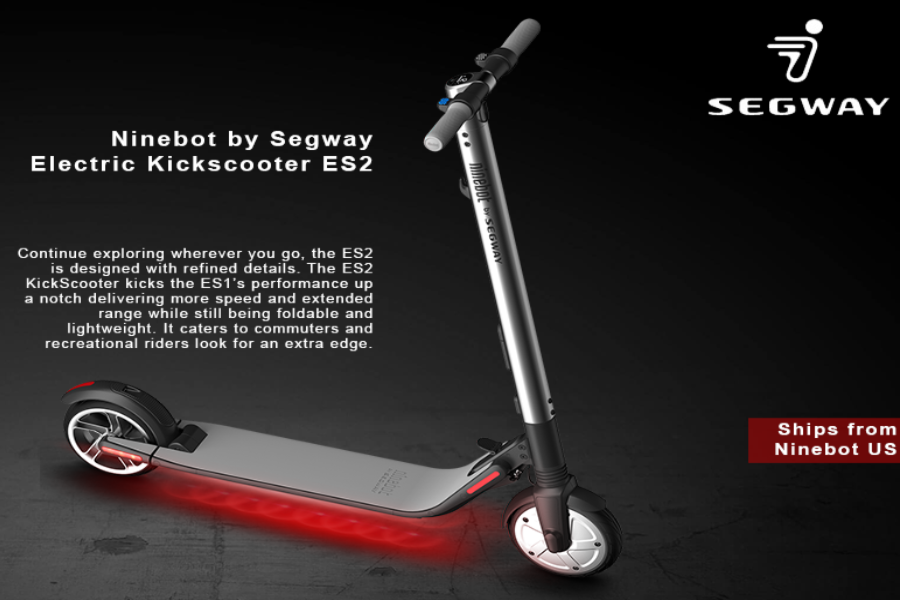 SEGWAY
Ninebot by Segway
Electric Kickscooter ES2
ninebot by SEGWAY
Continue exploring wherever you go, the ES2
is designed with refined details. The ES2
KickScooter kicks the ES1's performance up
a notch delivering more speed and extended
range while still being foldable and
lightweight. It caters to commuters and
recreational riders look for an extra edge.
Ships from
Ninebot US